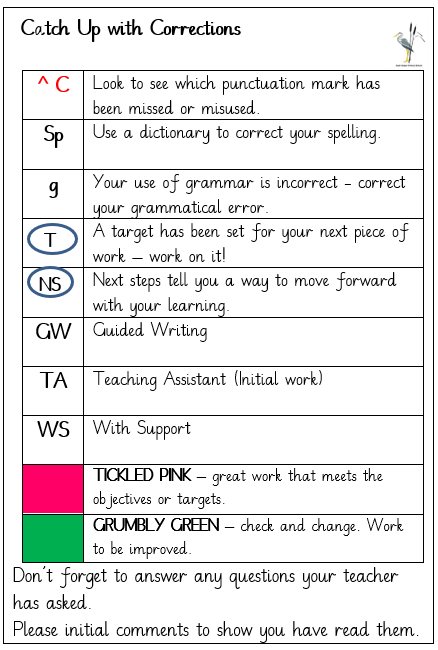 Catch Up with Corrections
^ C Look to see which punctuation mark has
been missed or misused.
Sp Use a dictionary to correct your spelling.
g Your use of grammar is incorrect – correct
your grammatical error.
T A target has been set for your next piece of
work – work on it!
NS Next steps tell you a way to move forward
with your learning.
GW Guided Writing
TA Teaching Assistant (Initial work)
WS With Support
TICKLED PINK – great work that meets the
objectives or targets.
GRUMBLY GREEN – check and change. Work
to be improved.
Don't forget to answer any questions your teacher
has asked.
Please initial comments to show you have read them.